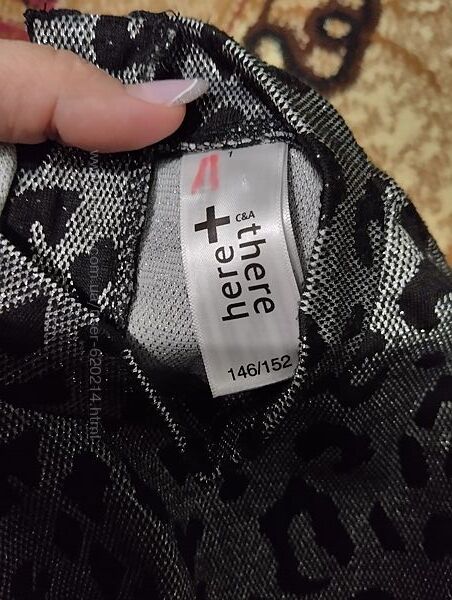 C&A
here
+
there
146/152